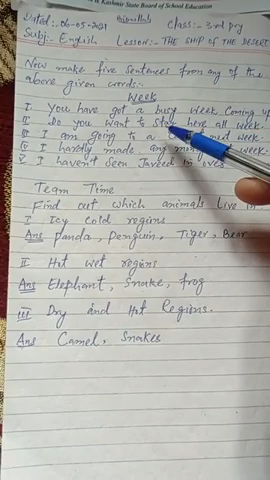 & Kashmir State Board of School Education
Dated:. 06-05-2021
Class:- 3rd pry
Subj:- English Lesson:- THE SHIP OF THE DESERT
Now make five sentences from any of the
above given words:-
Week
I. You have got a busy week coming up
II Do you want to stay here all week.
III I am going to a week.
IV I hardly made any week.
V. I haven't seen Javeed in
Team Time
Find out which animals live in
I Icy Cold regins
Ans Panda, Penguin, Tiger, Bear
II Hot wet regins
Ans Elephant, Snake, frog
III Dry and Hot Regions.
Ans Camel, Snakes